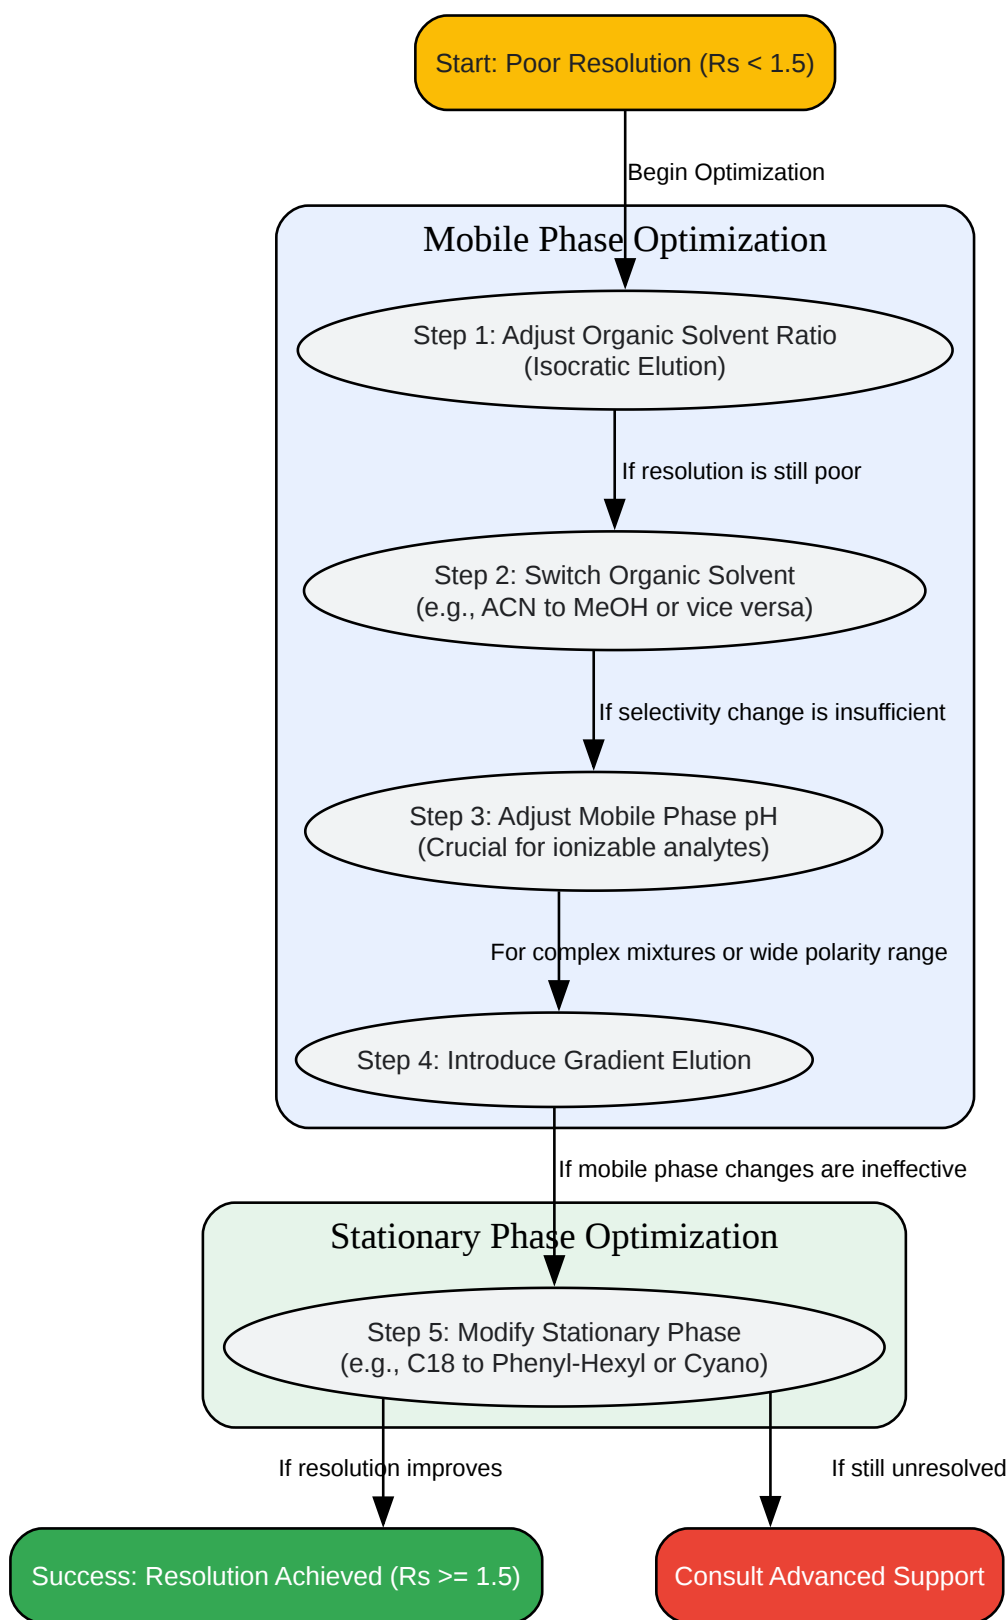 Start: Poor Resolution (Rs < 1.5)
Begin Optimization
Mobile Phase Optimization
Step 1: Adjust Organic Solvent Ratio
(Isocratic Elution)
If resolution is still poor
Step 2: Switch Organic Solvent
(e.g., ACN to MeOH or vice versa)
If selectivity change is insufficient
Step 3: Adjust Mobile Phase pH
(Crucial for ionizable analytes)
For complex mixtures or wide polarity range
Step 4: Introduce Gradient Elution
If mobile phase changes are ineffective
Stationary Phase Optimization
Step 5: Modify Stationary Phase
(e.g., C18 to Phenyl-Hexyl or Cyano)
If resolution improves
If still unresolved
Success: Resolution Achieved (Rs >= 1.5)
Consult Advanced Support